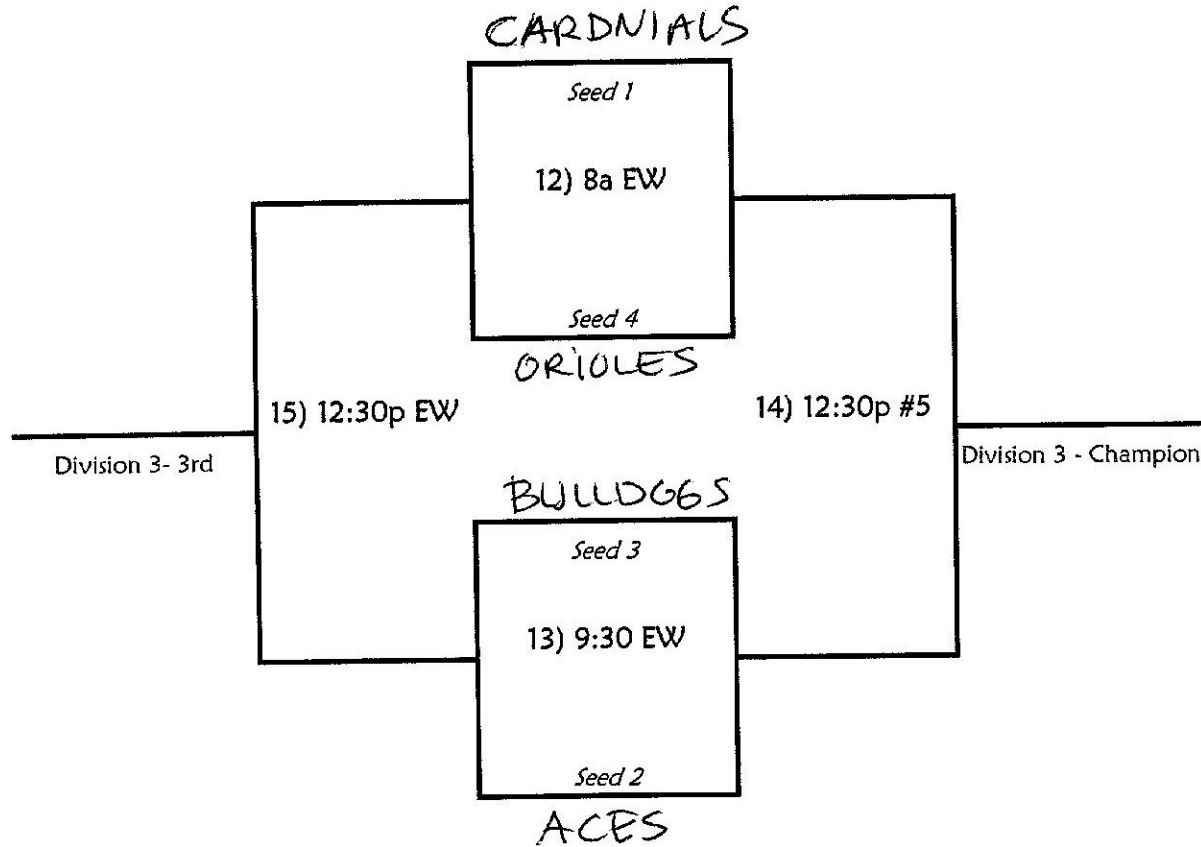 CARDNIALS
Seed 1
12) 8a EW
Seed 4
ORIOLES
15) 12:30p EW
14) 12:30p #5
Division 3- 3rd
Division 3 - Champion
BULLDOGGS
Seed 3
13) 9:30 EW
Seed 2
ACES